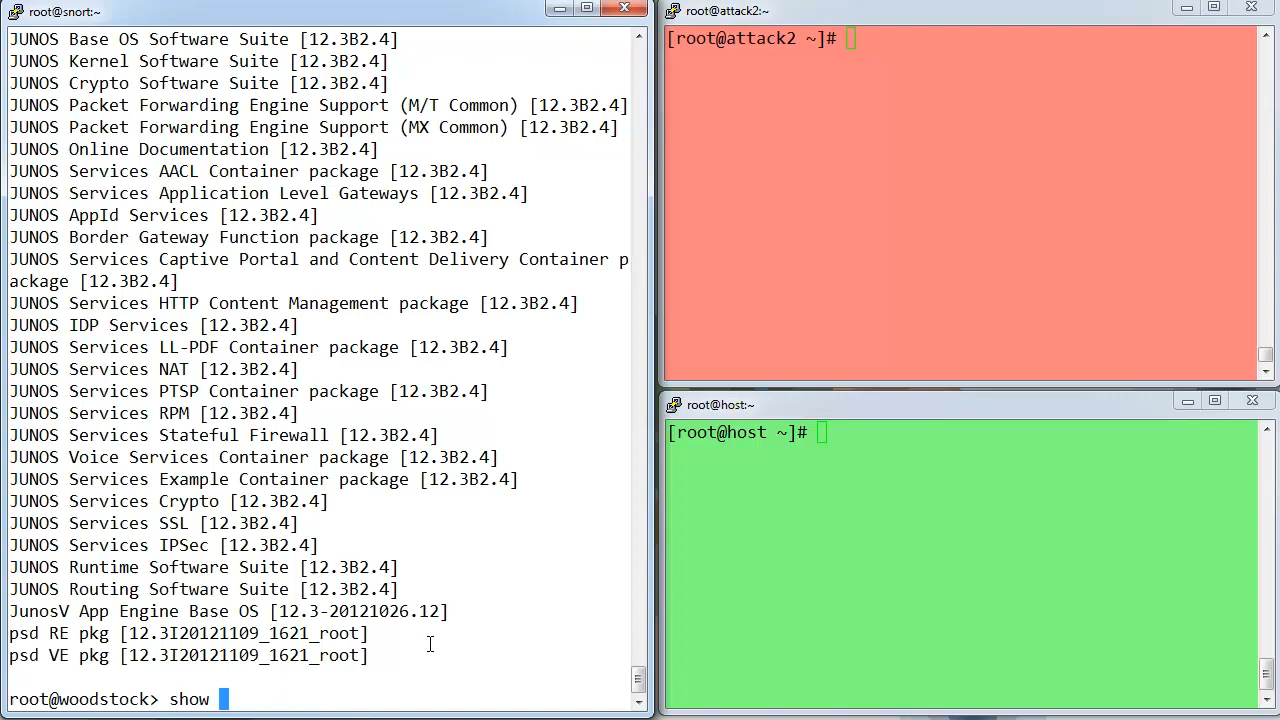 root@snort:~
JUNOS Base OS Software Suite [12.3B2.4]
JUNOS Kernel Software Suite [12.3B2.4]
JUNOS Crypto Software Suite [12.3B2.4]
JUNOS Packet Forwarding Engine Support (M/T Common) [12.3B2.4]
JUNOS Packet Forwarding Engine Support (MX Common) [12.3B2.4]
JUNOS Online Documentation [12.3B2.4]
JUNOS Services AACL Container package [12.3B2.4]
JUNOS Services Application Level Gateways [12.3B2.4]
JUNOS AppId Services [12.3B2.4]
JUNOS Border Gateway Function package [12.3B2.4]
JUNOS Services Captive Portal and Content Delivery Container p
ackage [12.3B2.4]
JUNOS Services HTTP Content Management package [12.3B2.4]
JUNOS IDP Services [12.3B2.4]
JUNOS Services LL-PDF Container package [12.3B2.4]
JUNOS Services NAT [12.3B2.4]
JUNOS Services PTSP Container package [12.3B2.4]
JUNOS Services RPM [12.3B2.4]
JUNOS Services Stateful Firewall [12.3B2.4]
JUNOS Voice Services Container package [12.3B2.4]
JUNOS Services Example Container package [12.3B2.4]
JUNOS Services Crypto [12.3B2.4]
JUNOS Services SSL [12.3B2.4]
JUNOS Services IPSec [12.3B2.4]
JUNOS Runtime Software Suite [12.3B2.4]
JUNOS Routing Software Suite [12.3B2.4]
JunosV App Engine Base OS [12.3-20121026.12]
psd RE pkg [12.3I20121109_1621_root]
psd VE pkg [12.3I20121109_1621_root]
root@woodstock> show
root@attack2:~
[root@attack2 ~]#
root@host:~
[root@host ~]#